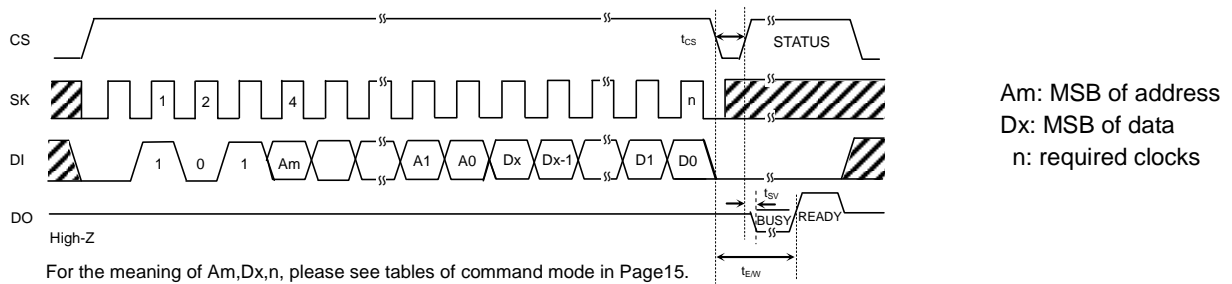 CS
tCS
STATUS
SK
1 2 4 n
DI
1 0 1 Am A1 A0 Dx Dx-1 D1 D0
tSV
DO
BUSY READY
High-Z
tE/W
For the meaning of Am,Dx,n, please see tables of command mode in Page15.
Am: MSB of address
Dx: MSB of data
n: required clocks